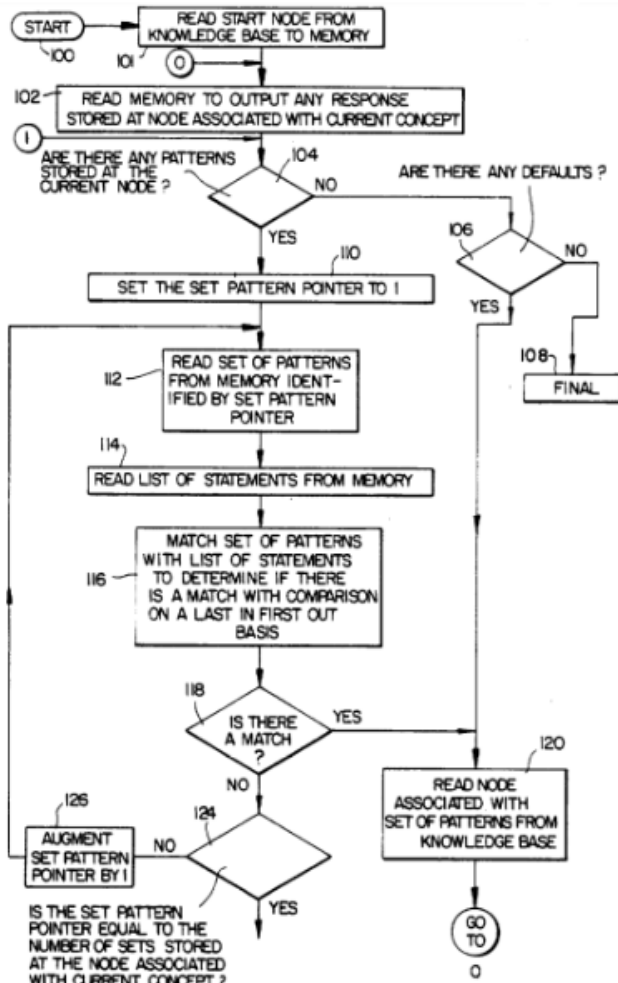 START
100
READ START NODE FROM
KNOWLEDGE BASE TO MEMORY
101
0
102
READ MEMORY TO OUTPUT ANY RESPONSE
STORED AT NODE ASSOCIATED WITH CURRENT CONCEPT
1
ARE THERE ANY PATTERNS
STORED AT THE
CURRENT NODE ?
104
NO
YES
ARE THERE ANY DEFAULTS ?
106
NO
YES
108
FINAL
110
SET THE SET PATTERN POINTER TO 1
112
READ SET OF PATTERNS
FROM MEMORY IDENT-
IFIED BY SET PATTERN
POINTER
114
READ LIST OF STATEMENTS FROM MEMORY
116
MATCH SET OF PATTERNS
WITH LIST OF STATEMENTS
TO DETERMINE IF THERE
IS A MATCH WITH COMPARISON
ON A LAST IN FIRST OUT
BASIS
118
IS THERE
A MATCH
?
YES
NO
120
READ NODE
ASSOCIATED WITH
SET OF PATTERNS FROM
KNOWLEDGE BASE
GO
TO
0
124
NO
YES
126
AUGMENT
SET PATTERN
POINTER BY 1
IS THE SET PATTERN
POINTER EQUAL TO THE
NUMBER OF SETS STORED
AT THE NODE ASSOCIATED
WITH CURRENT CONCEPT ?